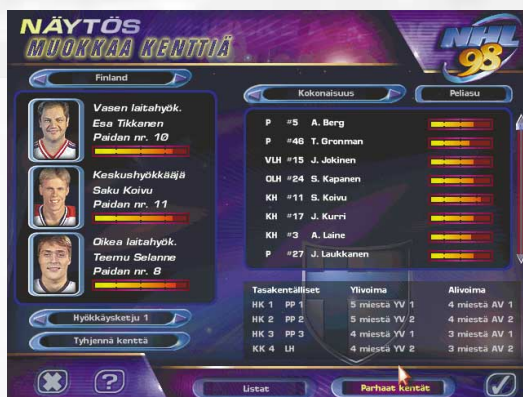 NÄYTÖS
MUOKKAA KENTTIÄ
NHL 98
Finland
Vasen laitahyök.
Esa Tikkanen
Paidan nr. 10
Keskushyökkääjä
Saku Koivu
Paidan nr. 11
Oikea laitahyök.
Teemu Selanne
Paidan nr. 8
Hyökkäysketju 1
Tyhjennä kenttä
Kokonaisuus Peliasu
P #5 A. Berg
P #46 T. Gronman
VLH #15 J. Jokinen
OLH #24 S. Kapanen
KH #11 S. Koivu
KH #17 J. Kurri
KH #3 A. Laine
P #27 J. Laukkanen
Tasakentälliset Ylivoima Alivoima
HK 1 PP 1 5 miestä YV 1 4 miestä AV 1
HK 2 PP 2 5 miestä YV 2 4 miestä AV 2
HK 3 PP 3 4 miestä YV 1 3 miestä AV 1
KK 4 LH 4 miestä YV 2 3 miestä AV 2
? Listat Parhaat kentät